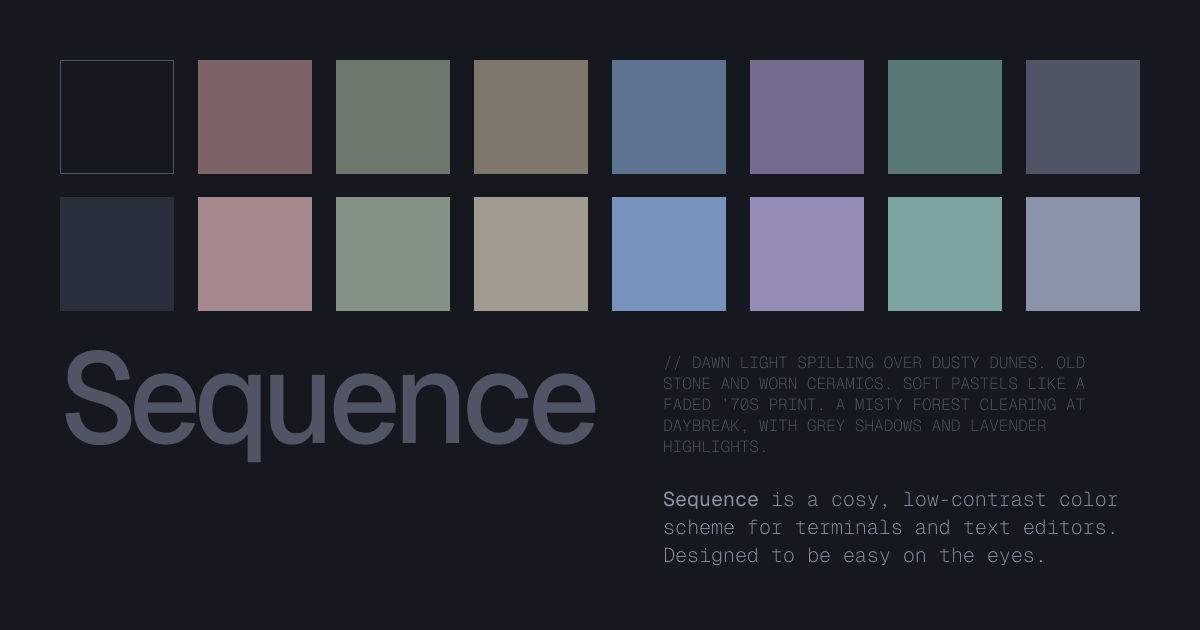 Sequence
// DAWN LIGHT SPILLING OVER DUSTY DUNES. OLD
STONE AND WORN CERAMICS. SOFT PASTELS LIKE A
FADED '70S PRINT. A MISTY FOREST CLEARING AT
DAYBREAK, WITH GREY SHADOWS AND LAVENDER
HIGHLIGHTS.
Sequence is a cosy, low-contrast color
scheme for terminals and text editors.
Designed to be easy on the eyes.